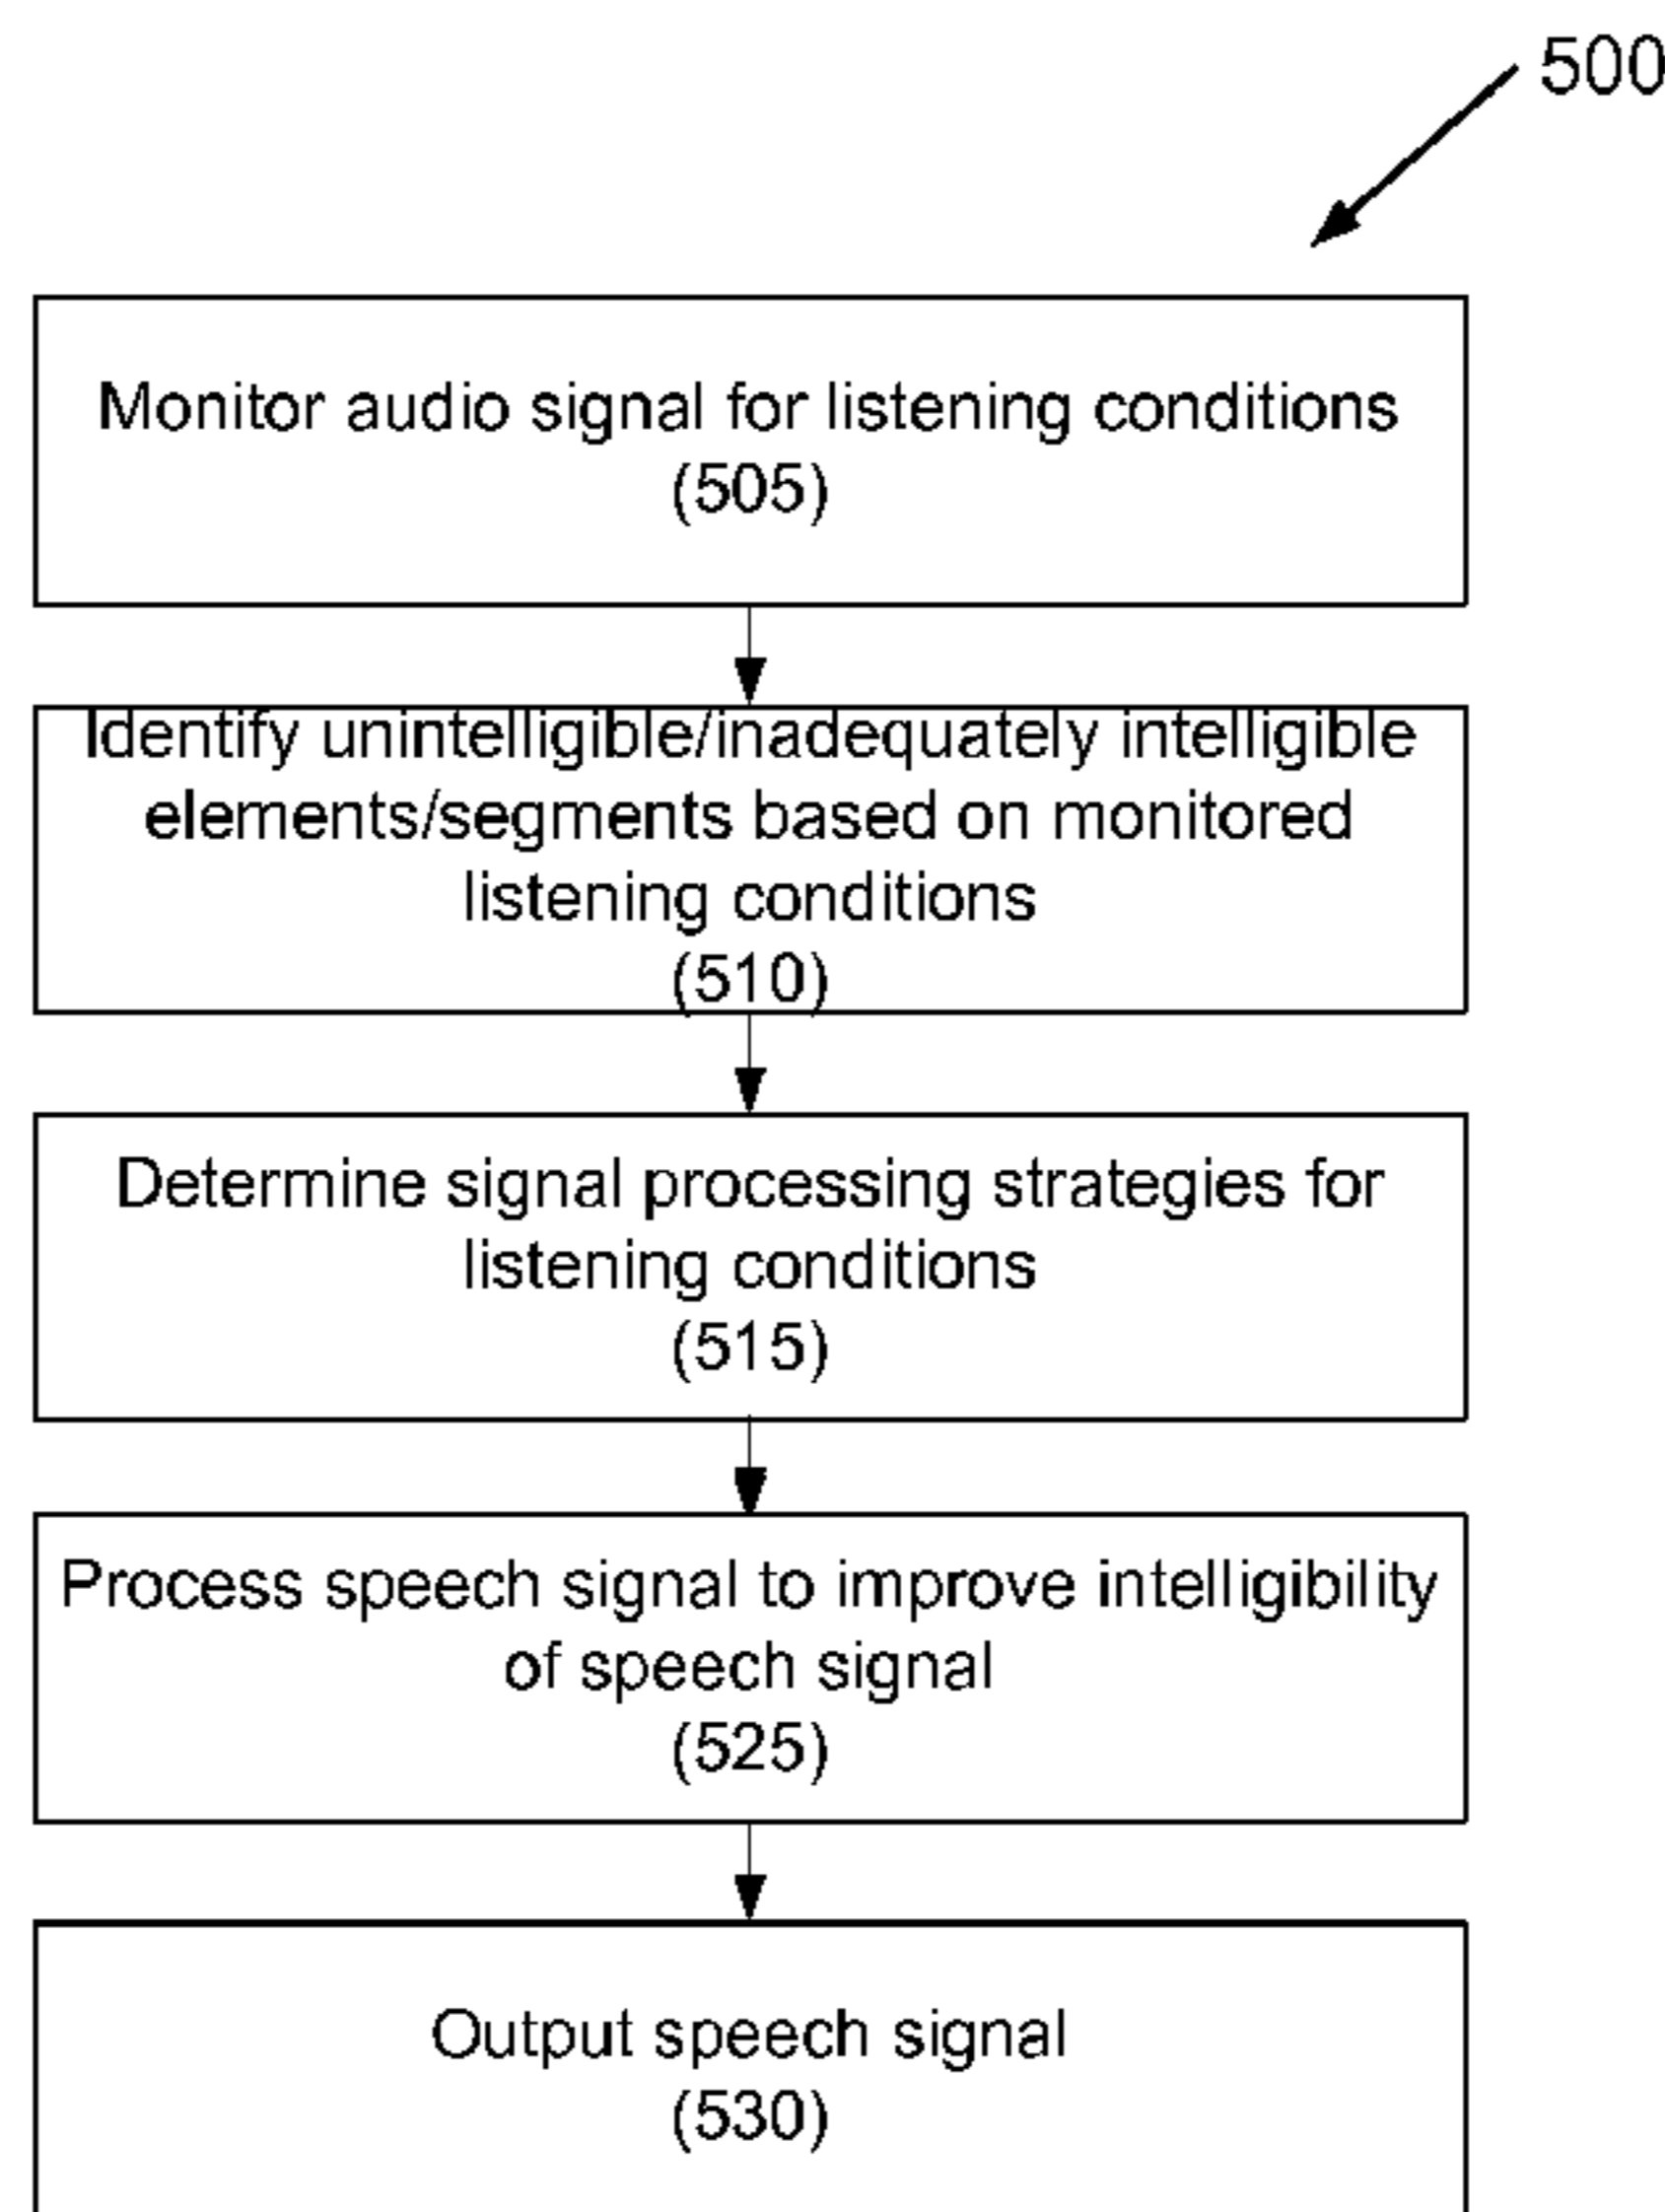 500
Monitor audio signal for listening conditions
(505)
Identify unintelligible/inadequately intelligible
elements/segments based on monitored
listening conditions
(510)
Determine signal processing strategies for
listening conditions
(515)
Process speech signal to improve intelligibility
of speech signal
(525)
Output speech signal
(530)